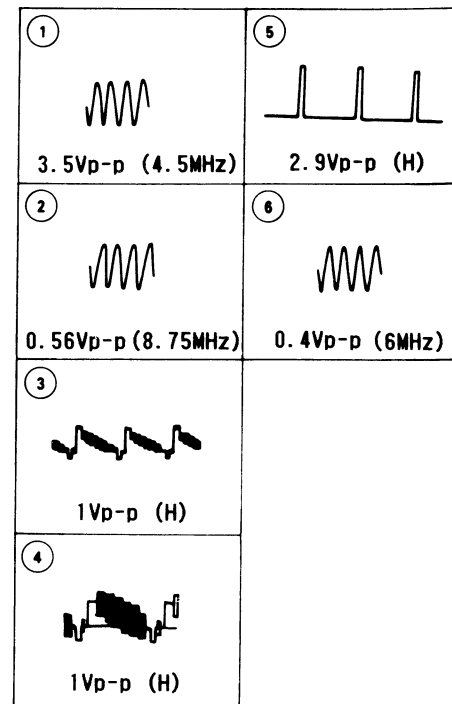 1
3.5Vp-p (4.5MHz)
2
0.56Vp-p (8.75MHz)
3
1Vp-p (H)
4
1Vp-p (H)
5
2.9Vp-p (H)
6
0.4Vp-p (6MHz)